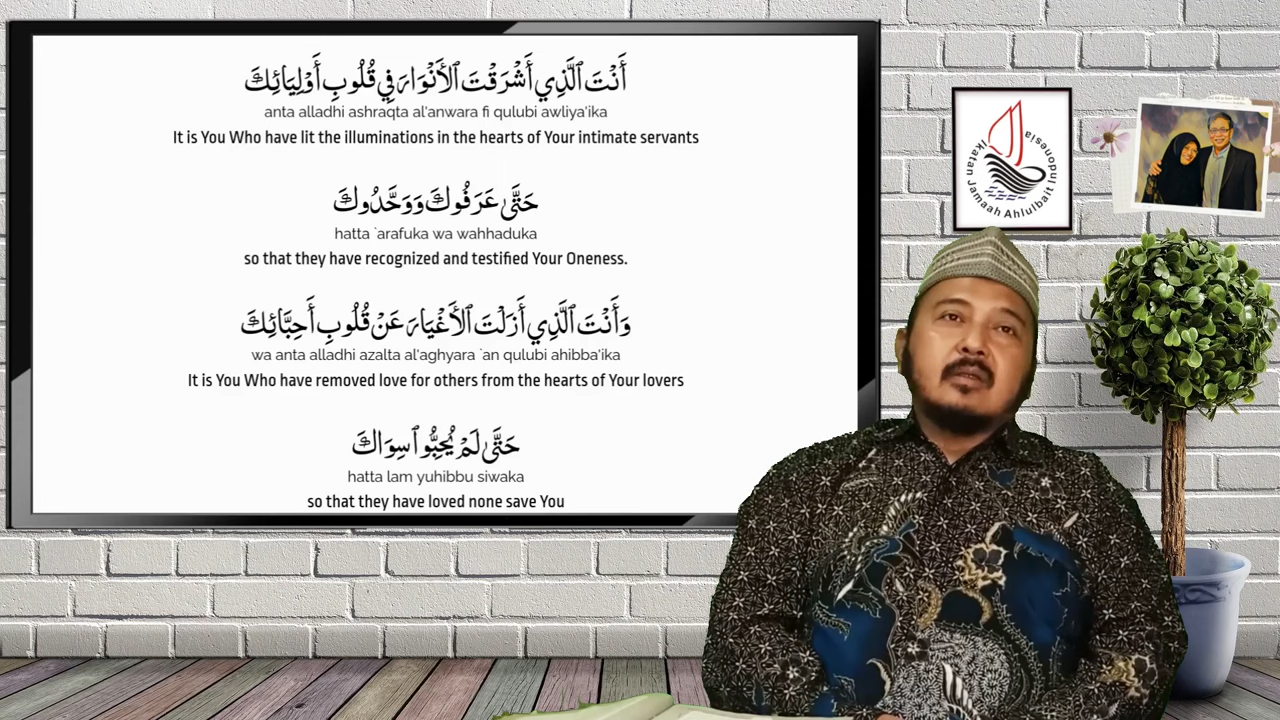 أَنْتَ ٱلَّذِي أَشْرَقْتَ ٱلْأَنْوَارَ فِي قُلُوبِ أَوْلِيَائِكَ
anta alladhi ashraqta al'anwara fi qulubi awliya'ika
It is You Who have lit the illuminations in the hearts of Your intimate servants
حَتَّىٰ عَرَفُوكَ وَوَحَّدُوكَ
hatta `arafuka wa wahhaduka
so that they have recognized and testified Your Oneness.
وَأَنْتَ ٱلَّذِي أَزَلْتَ ٱلْأَغْيَارَ عَنْ قُلُوبِ أَحِبَّائِكَ
wa anta alladhi azalta al'aghyara `an qulubi ahibba'ika
It is You Who have removed love for others from the hearts of Your lovers
حَتَّىٰ لَمْ يُحِبُّوٱ سِوَاكَ
hatta lam yuhibbu siwaka
so that they have loved none save You
Ikatan Jamaah Ahlulbait Indonesia